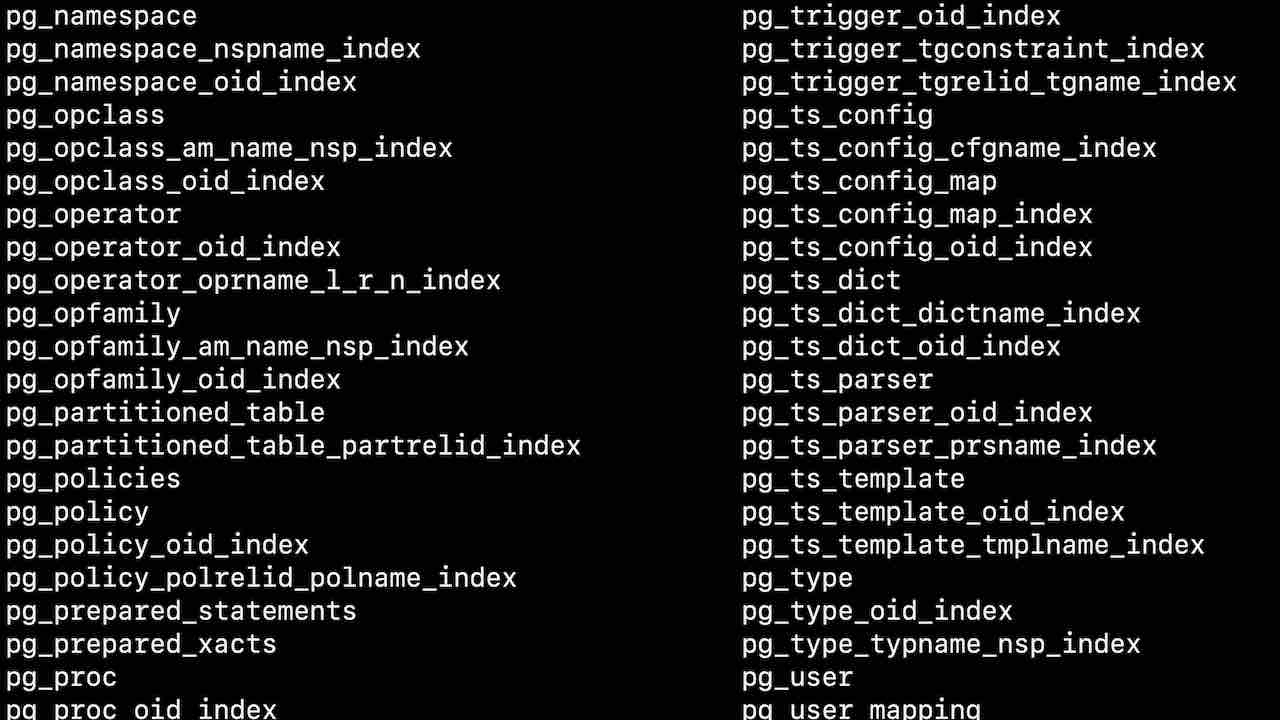 pg_namespace
pg_namespace_nspname_index
pg_namespace_oid_index
pg_opclass
pg_opclass_am_name_nsp_index
pg_opclass_oid_index
pg_operator
pg_operator_oid_index
pg_operator_oprname_l_r_n_index
pg_opfamily
pg_opfamily_am_name_nsp_index
pg_opfamily_oid_index
pg_partitioned_table
pg_partitioned_table_partrelid_index
pg_policies
pg_policy
pg_policy_oid_index
pg_policy_polrelid_polname_index
pg_prepared_statements
pg_prepared_xacts
pg_proc
pg_proc_oid_index
pg_trigger_oid_index
pg_trigger_tgconstraint_index
pg_trigger_tgrelid_tgname_index
pg_ts_config
pg_ts_config_cfgname_index
pg_ts_config_map
pg_ts_config_map_index
pg_ts_config_oid_index
pg_ts_dict
pg_ts_dict_dictname_index
pg_ts_dict_oid_index
pg_ts_parser
pg_ts_parser_oid_index
pg_ts_parser_prsname_index
pg_ts_template
pg_ts_template_oid_index
pg_ts_template_tmplname_index
pg_type
pg_type_oid_index
pg_type_typname_nsp_index
pg_user
pg_user_mapping